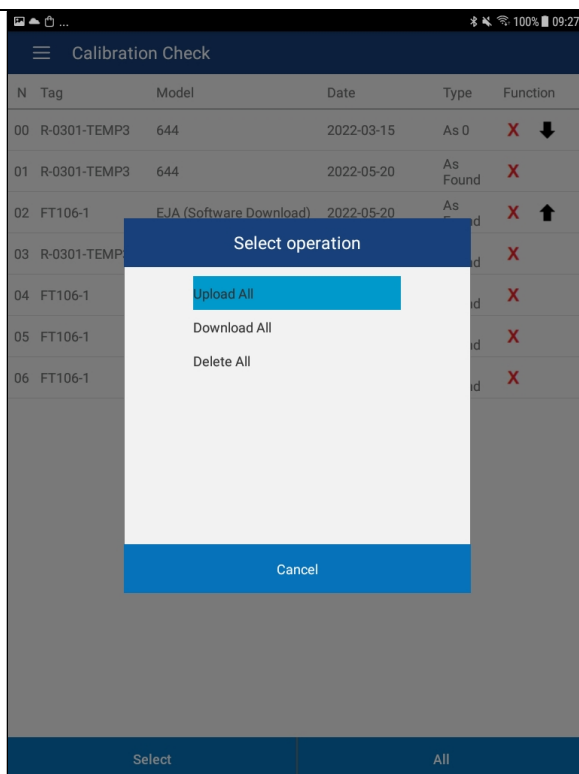 ... 100% 09:27
Calibration Check
N Tag Model Date Type Function
00 R-0301-TEMP3 644 2022-03-15 As 0 X
01 R-0301-TEMP3 644 2022-05-20 As Found X
02 FT106-1 EJA (Software Download) 2022-05-20 As X
03 R-0301-TEMP X
04 FT106-1 X
05 FT106-1 X
06 FT106-1 X
Select operation
Upload All
Download All
Delete All
Cancel
Select All